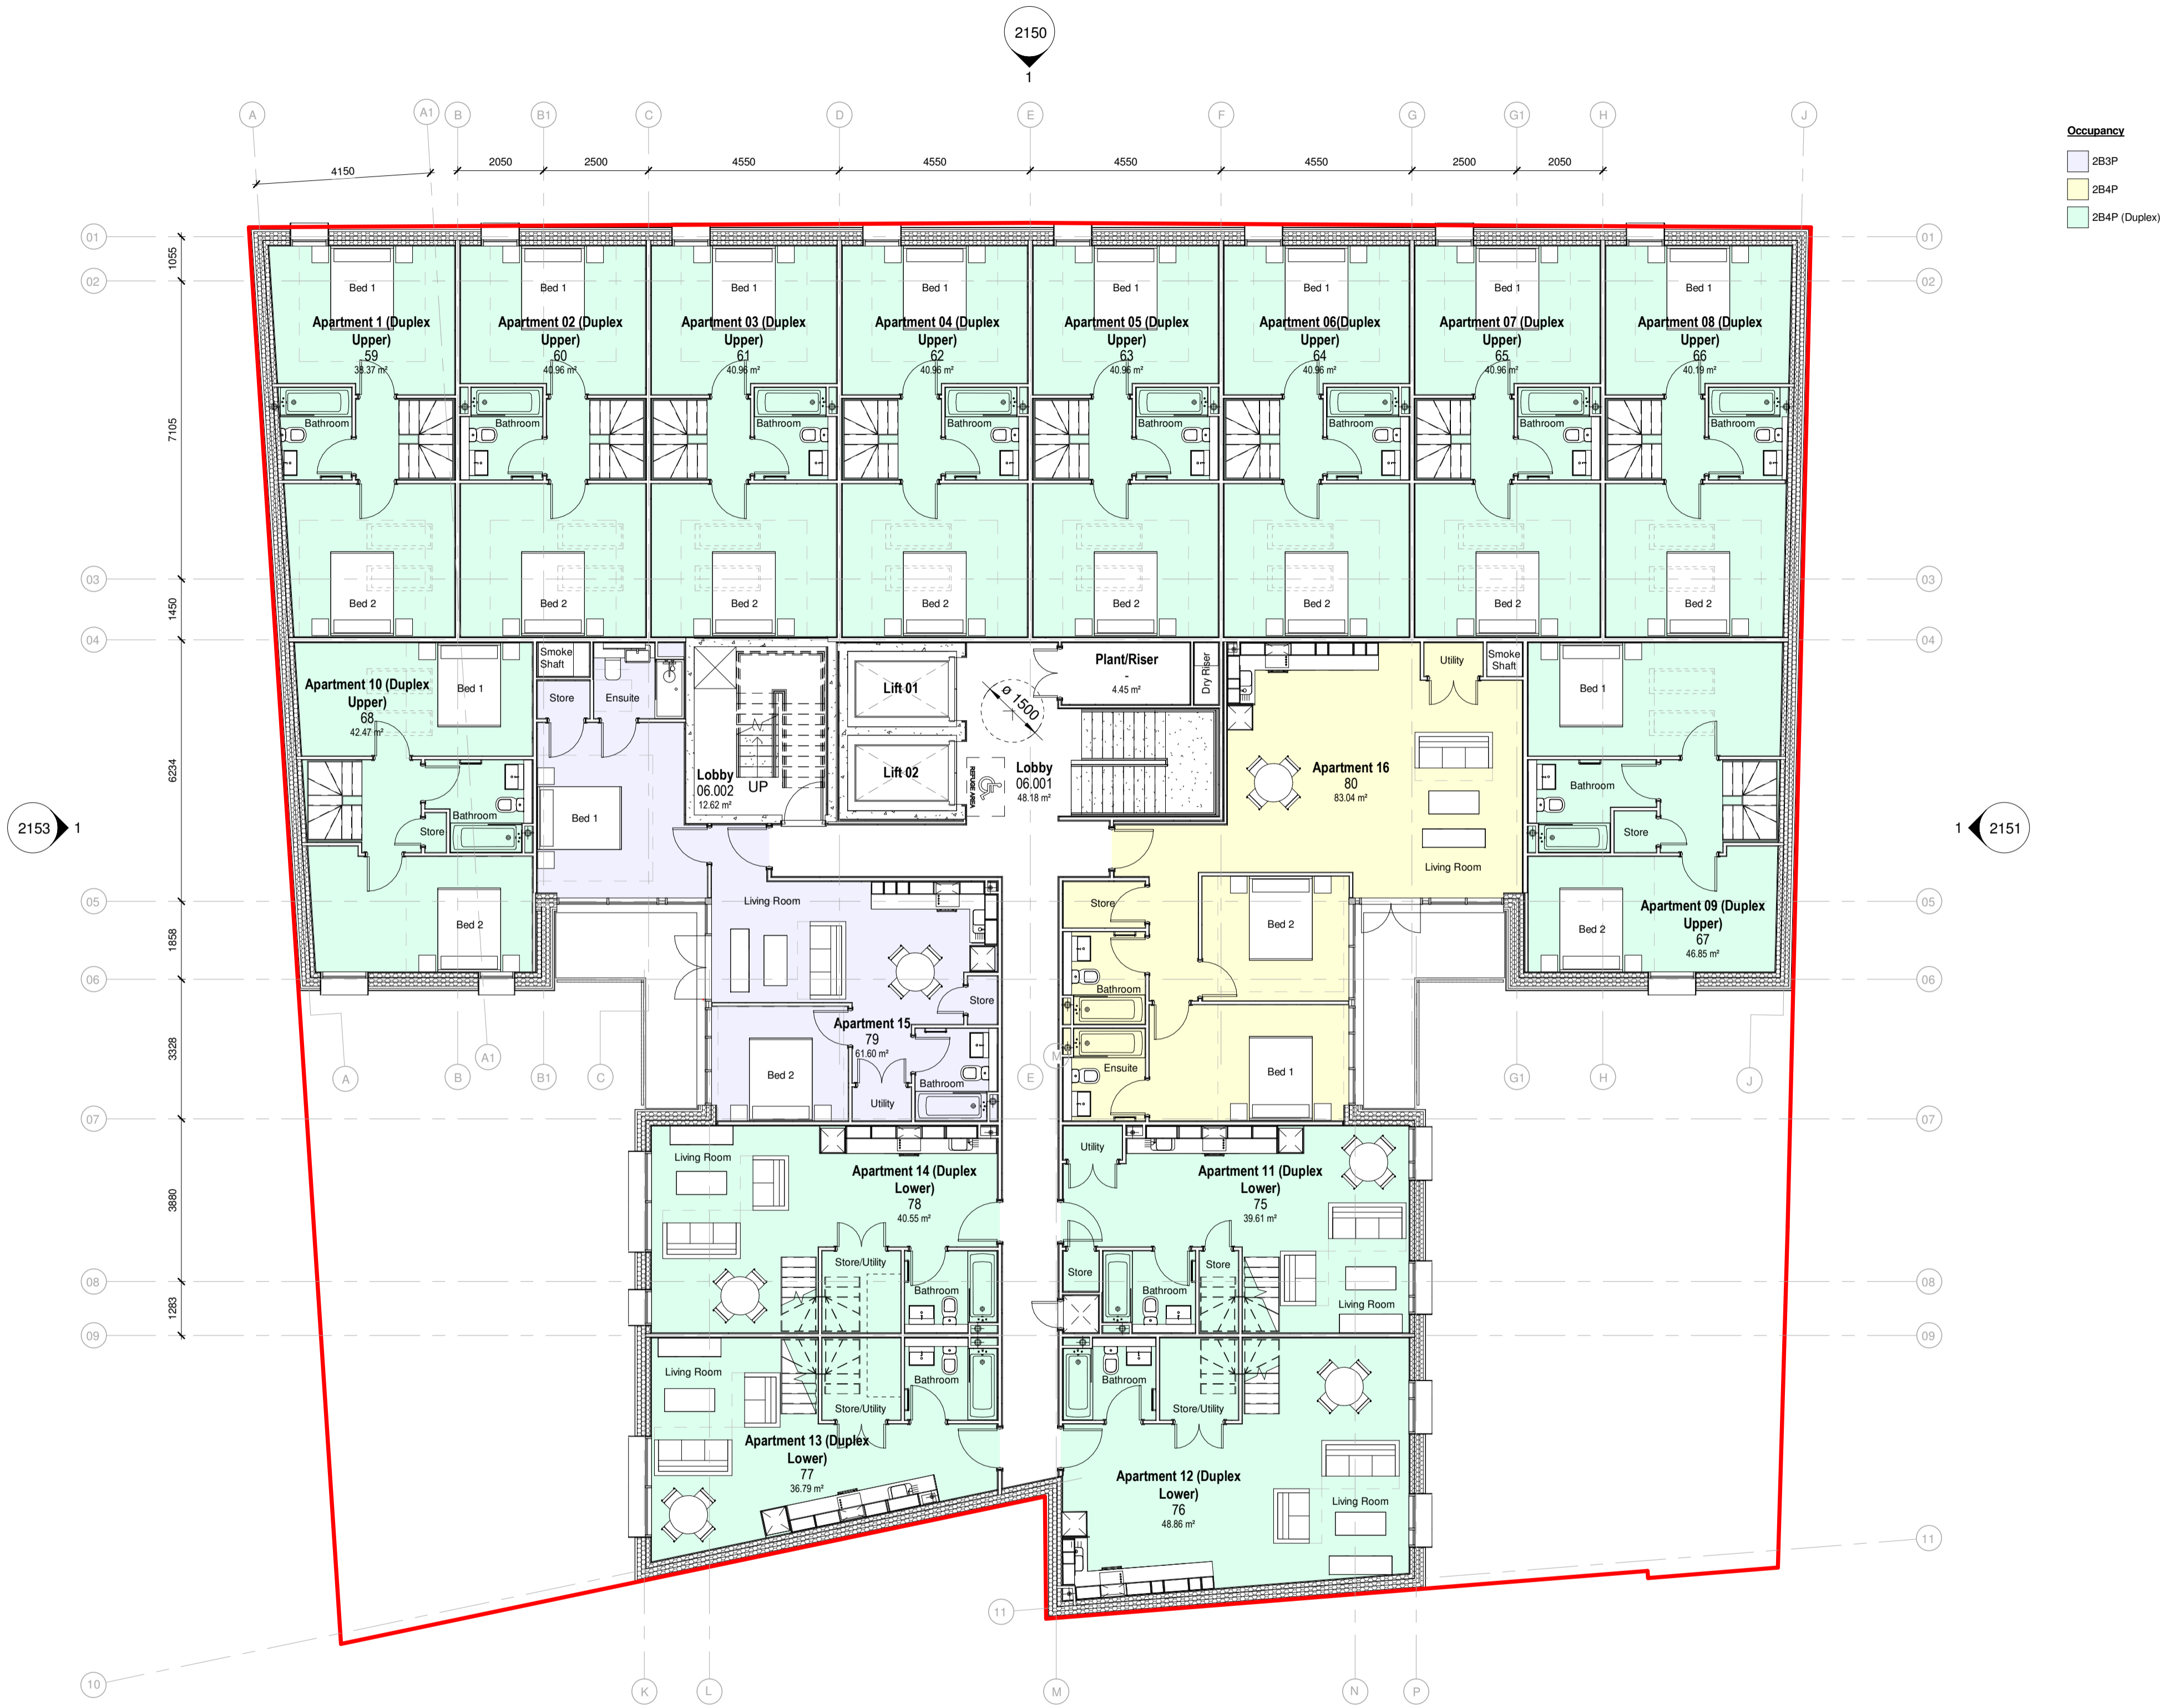 2150
1
A
A1
B
B1
C
D
E
F
G
G1
H
J
Occupancy
2B3P
2B4P
2B4P (Duplex)
4150
2050
2500
4550
4550
4550
4550
2500
2050
01
01
1055
02
02
Bed 1
Bed 1
Bed 1
Bed 1
Bed 1
Bed 1
Bed 1
Bed 1
Apartment 1 (Duplex
Upper)
59
38.37 m²
Apartment 02 (Duplex
Upper)
60
40.96 m²
Apartment 03 (Duplex
Upper)
61
40.96 m²
Apartment 04 (Duplex
Upper)
62
40.96 m²
Apartment 05 (Duplex
Upper)
63
40.96 m²
Apartment 06(Duplex
Upper)
64
40.96 m²
Apartment 07 (Duplex
Upper)
65
40.96 m²
Apartment 08 (Duplex
Upper)
66
40.19 m²
7105
Bathroom
Bathroom
Bathroom
Bathroom
Bathroom
Bathroom
Bathroom
Bathroom
03
03
1450
Bed 2
Bed 2
Bed 2
Bed 2
Bed 2
Bed 2
Bed 2
Bed 2
04
04
Apartment 10 (Duplex
Upper)
68
42.47 m²
Bed 1
Smoke
Shaft
Store
Ensuite
Lift 01
Plant/Riser
-
4.45 m²
Dry Riser
Utility
Smoke
Shaft
Bed 1
ø 1500
6234
Lobby
06.002
12.62 m²
UP
Lift 02
REFUGE AREA
Lobby
06.001
48.18 m²
Apartment 16
80
83.04 m²
Bathroom
Store
Bathroom
Store
Bed 1
2153
1
1
2151
Living Room
05
05
Living Room
Store
Bed 2
Bed 2
Bed 2
Apartment 09 (Duplex
Upper)
67
46.85 m²
1858
06
06
Store
Bathroom
Apartment 15
79
61.60 m²
3328
A
B
A1
B1
C
E
M
G1
H
J
Bed 2
Utility
Bathroom
Ensuite
Bed 1
07
07
Living Room
Utility
Apartment 14 (Duplex
Lower)
78
40.55 m²
Apartment 11 (Duplex
Lower)
75
39.61 m²
3880
Store/Utility
Store
Store
Bathroom
Bathroom
Living Room
08
08
1283
09
09
Living Room
Bathroom
Bathroom
Store/Utility
Store/Utility
Apartment 13 (Duplex
Lower)
77
36.79 m²
Apartment 12 (Duplex
Lower)
76
48.86 m²
Living Room
11
11
10
K
L
M
N
P